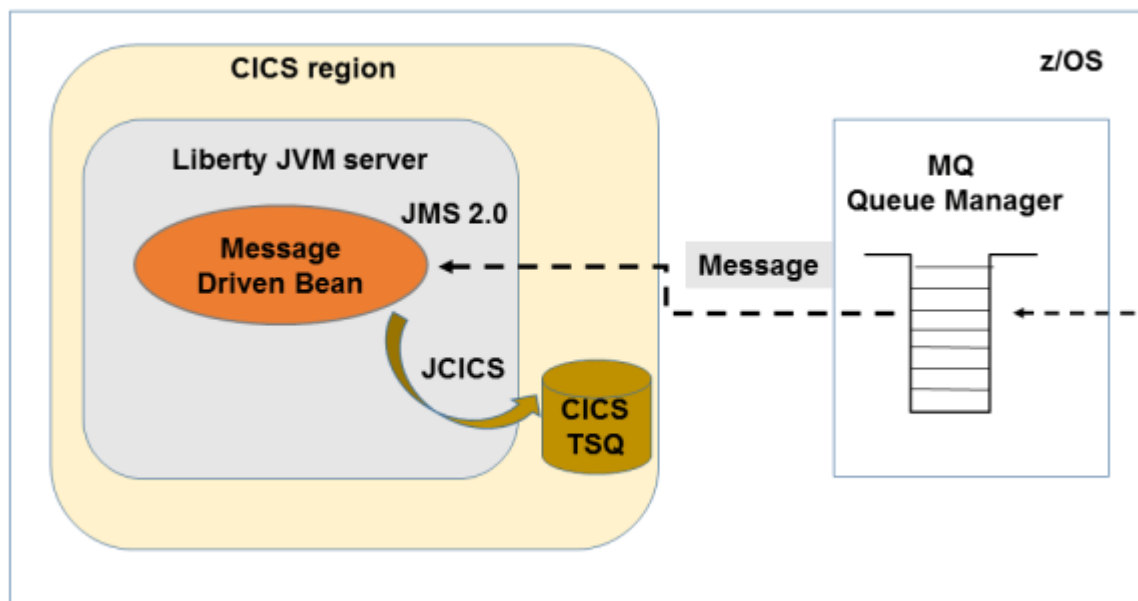 CICS region
z/OS
Liberty JVM server
MQ
Queue Manager
JMS 2.0
Message
Driven Bean
Message
JCICS
CICS
TSQ